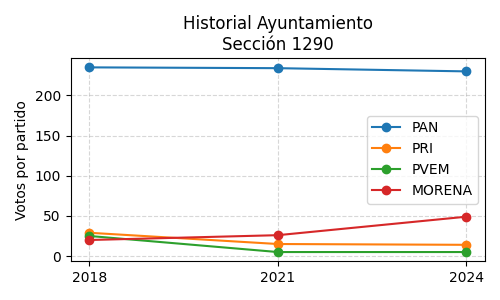 Historial Ayuntamiento
Sección 1290
Votos por partido
200
150
100
50
0
2018
2021
2024
PAN
PRI
PVEM
MORENA